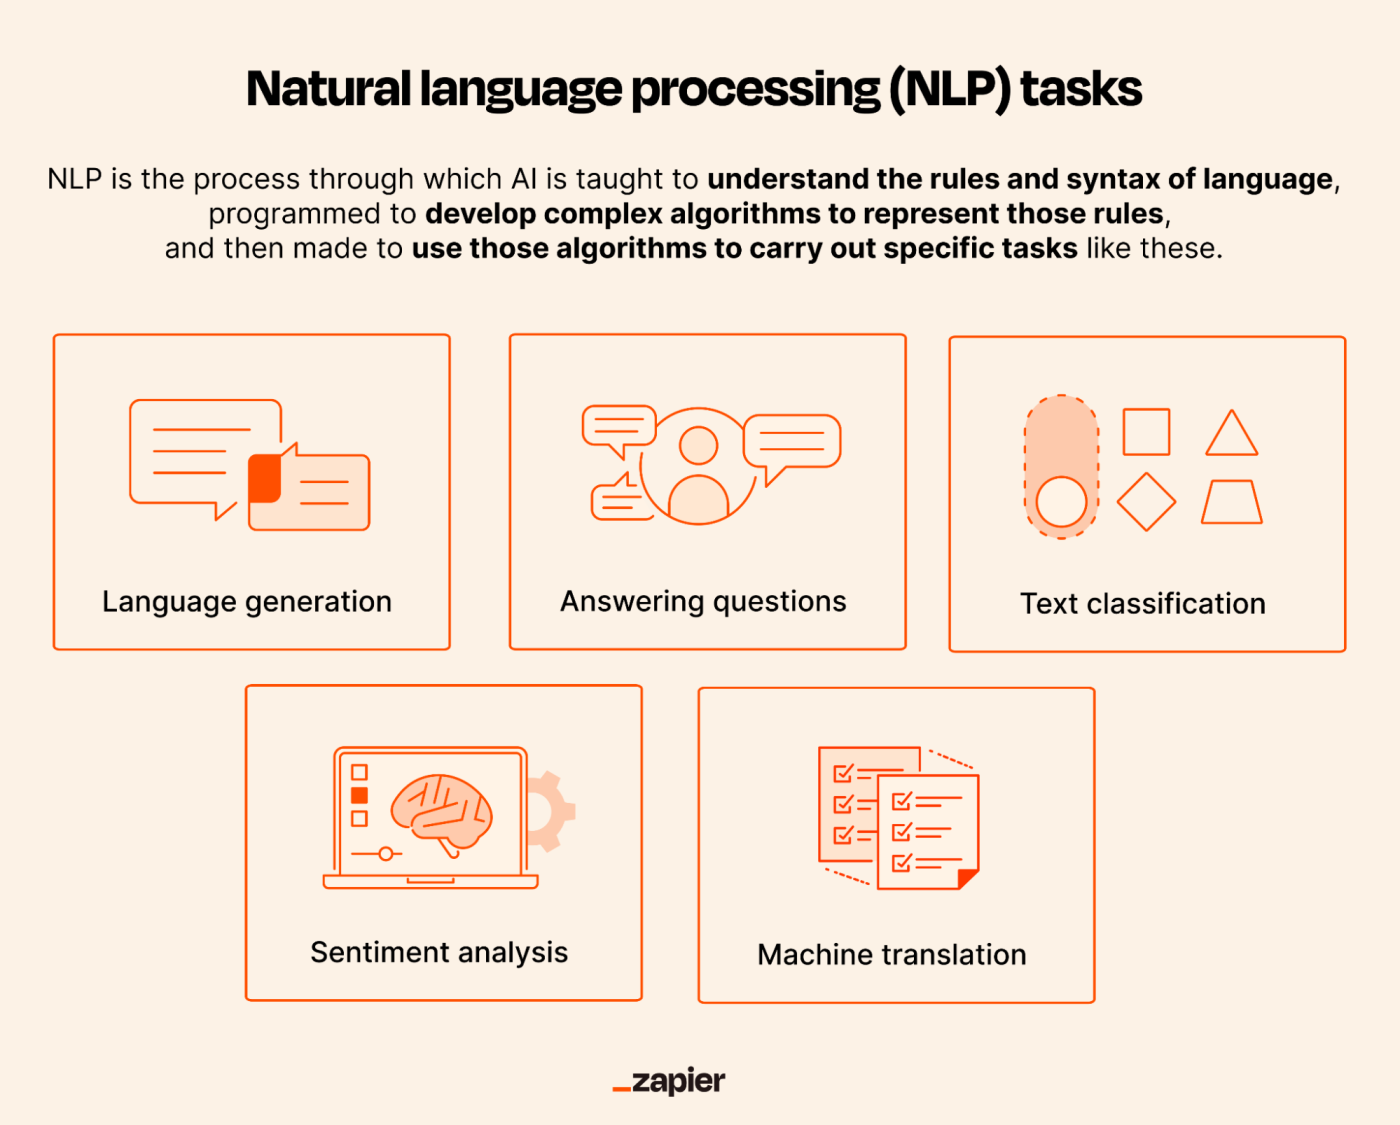 Natural language processing (NLP) tasks
NLP is the process through which AI is taught to understand the rules and syntax of language,
programmed to develop complex algorithms to represent those rules,
and then made to use those algorithms to carry out specific tasks like these.
Language generation
Answering questions
Text classification
Sentiment analysis
Machine translation
_zapier